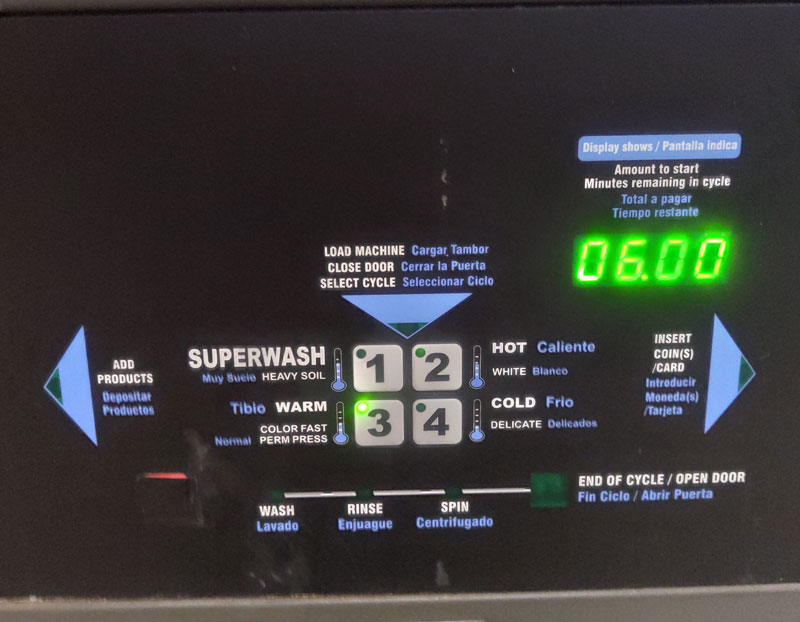 Display shows / Pantalla indica
Amount to start
Minutes remaining in cycle
Total a pagar
Tiempo restante
06.00
LOAD MACHINE Cargar Tambor
CLOSE DOOR Cerrar la Puerta
SELECT CYCLE Seleccionar Ciclo
ADD
PRODUCTS
Depositar
Productos
SUPERWASH
Muy Sucio HEAVY SOIL
1
2
HOT Caliente
WHITE Blanco
Tibio WARM
COLOR FAST
Normal PERM PRESS
3
4
COLD Frio
DELICATE Delicados
INSERT
COIN(S)
/CARD
Introducir
Moneda(s)
/Tarjeta
WASH
Lavado
RINSE
Enjuague
SPIN
Centrifugado
END OF CYCLE / OPEN DOOR
Fin Ciclo / Abrir Puerta